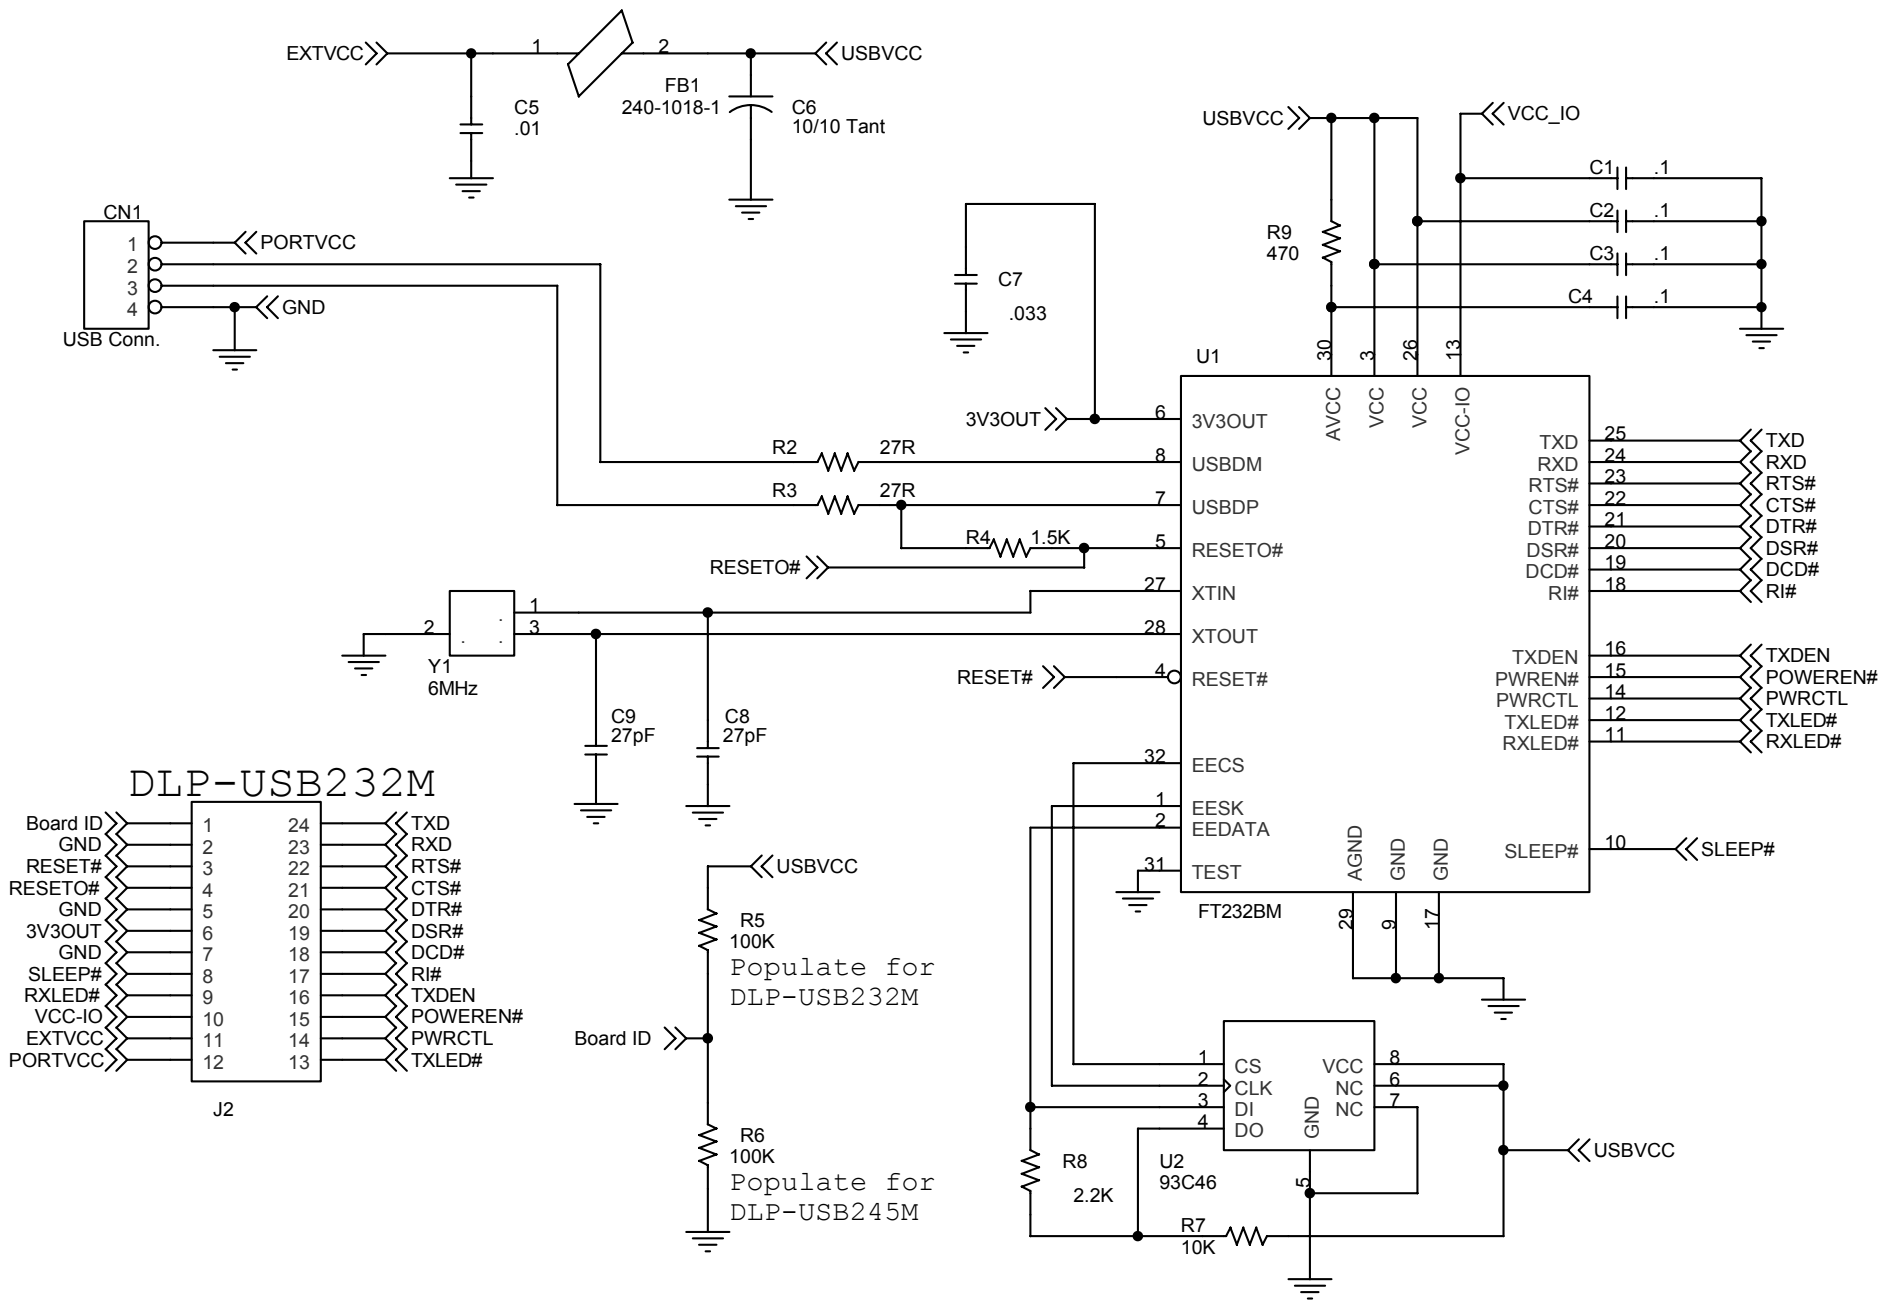 EXTVCC
1
2
USBVCC
FB1
240-1018-1
C5
.01
C6
10/10 Tant
USBVCC
VCC_IO
C1 .1
C2 .1
R9
470
C3 .1
C4 .1
CN1
1
2
3
4
PORTVCC
GND
USB Conn.
C7
.033
U1
30
3
26
13
AVCC
VCC
VCC
VCC-IO
3V3OUT
6
3V3OUT
R2 27R
8
USBDM
R3 27R
7
USBDP
R4 1.5K
5
RESETO#
RESETO#
27
XTIN
28
XTOUT
RESET#
4
RESET#
32
EECS
1
EESK
2
EEDATA
31
TEST
TXD 25 TXD
RXD 24 RXD
RTS# 23 RTS#
CTS# 22 CTS#
DTR# 21 DTR#
DSR# 20 DSR#
DCD# 19 DCD#
RI# 18 RI#
TXDEN 16 TXDEN
PWREN# 15 POWEREN#
PWRCTL 14 PWRCTL
TXLED# 12 TXLED#
RXLED# 11 RXLED#
SLEEP# 10 SLEEP#
AGND
GND
GND
29
9
17
FT232BM
2
1
3
Y1
6MHz
C9
27pF
C8
27pF
DLP-USB232M
Board ID 1 24 TXD
GND 2 23 RXD
RESET# 3 22 RTS#
RESETO# 4 21 CTS#
GND 5 20 DTR#
3V3OUT 6 19 DSR#
GND 7 18 DCD#
SLEEP# 8 17 RI#
RXLED# 9 16 TXDEN
VCC-IO 10 15 POWEREN#
EXTVCC 11 14 PWRCTL
PORTVCC 12 13 TXLED#
J2
USBVCC
R5
100K
Populate for
DLP-USB232M
Board ID
R6
100K
Populate for
DLP-USB245M
1 CS VCC 8
2 CLK NC 6
3 DI NC 7
4 DO
GND
5
U2
93C46
USBVCC
R8
2.2K
R7
10K